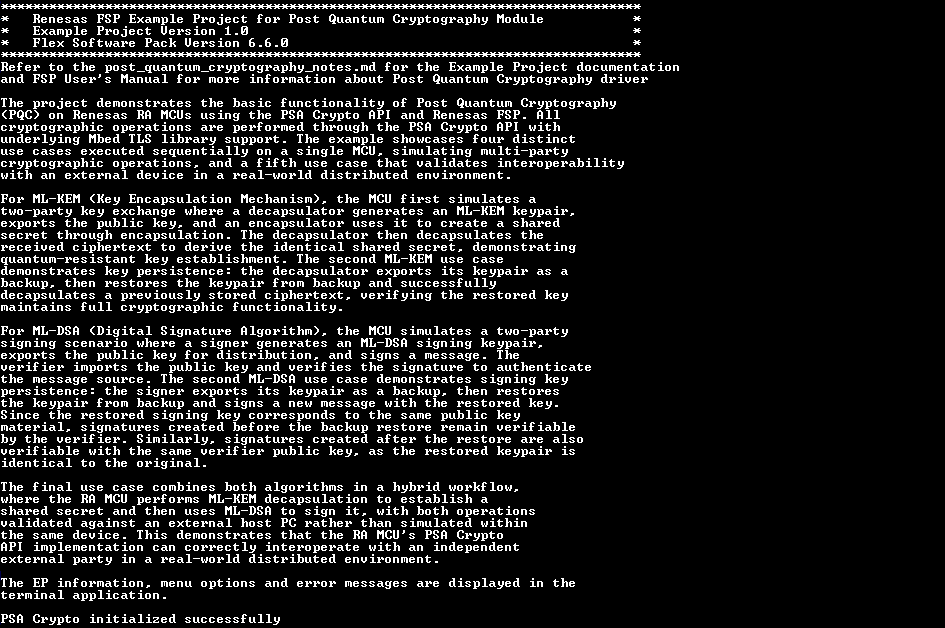 ********************************************************************************
*   Renesas FSP Example Project for Post Quantum Cryptography Module           *
*   Example Project Version 1.0                                                *
*   Flex Software Pack Version 6.6.0                                           *
********************************************************************************
Refer to the post_quantum_cryptography_notes.md for the Example Project documentation
and FSP User's Manual for more information about Post Quantum Cryptography driver

The project demonstrates the basic functionality of Post Quantum Cryptography
(PQC) on Renesas RA MCUs using the PSA Crypto API and Renesas FSP. All
cryptographic operations are performed through the PSA Crypto API with
underlying Mbed TLS library support. The example showcases four distinct
use cases executed sequentially on a single MCU, simulating multi-party
cryptographic operations, and a fifth use case that validates interoperability
with an external device in a real-world distributed environment.

For ML-KEM (Key Encapsulation Mechanism), the MCU first simulates a
two-party key exchange where a decapsulator generates an ML-KEM keypair,
exports the public key, and an encapsulator uses it to create a shared
secret through encapsulation. The decapsulator then decapsulates the
received ciphertext to derive the identical shared secret, demonstrating
quantum-resistant key establishment. The second ML-KEM use case
demonstrates key persistence: the decapsulator exports its keypair as a
backup, then restores the keypair from backup and successfully
decapsulates a previously stored ciphertext, verifying the restored key
maintains full cryptographic functionality.

For ML-DSA (Digital Signature Algorithm), the MCU simulates a two-party
signing scenario where a signer generates an ML-DSA signing keypair,
exports the public key for distribution, and signs a message. The
verifier imports the public key and verifies the signature to authenticate
the message source. The second ML-DSA use case demonstrates signing key
persistence: the signer exports its keypair as a backup, then restores
the keypair from backup and signs a new message with the restored key.
Since the restored signing key corresponds to the same public key
material, signatures created before the backup restore remain verifiable
by the verifier. Similarly, signatures created after the restore are also
verifiable with the same verifier public key, as the restored keypair is
identical to the original.

The final use case combines both algorithms in a hybrid workflow,
where the RA MCU performs ML-KEM decapsulation to establish a
shared secret and then uses ML-DSA to sign it, with both operations
validated against an external host PC rather than simulated within
the same device. This demonstrates that the RA MCU's PSA Crypto
API implementation can correctly interoperate with an independent
external party in a real-world distributed environment.

The EP information, menu options and error messages are displayed in the
terminal application.

PSA Crypto initialized successfully